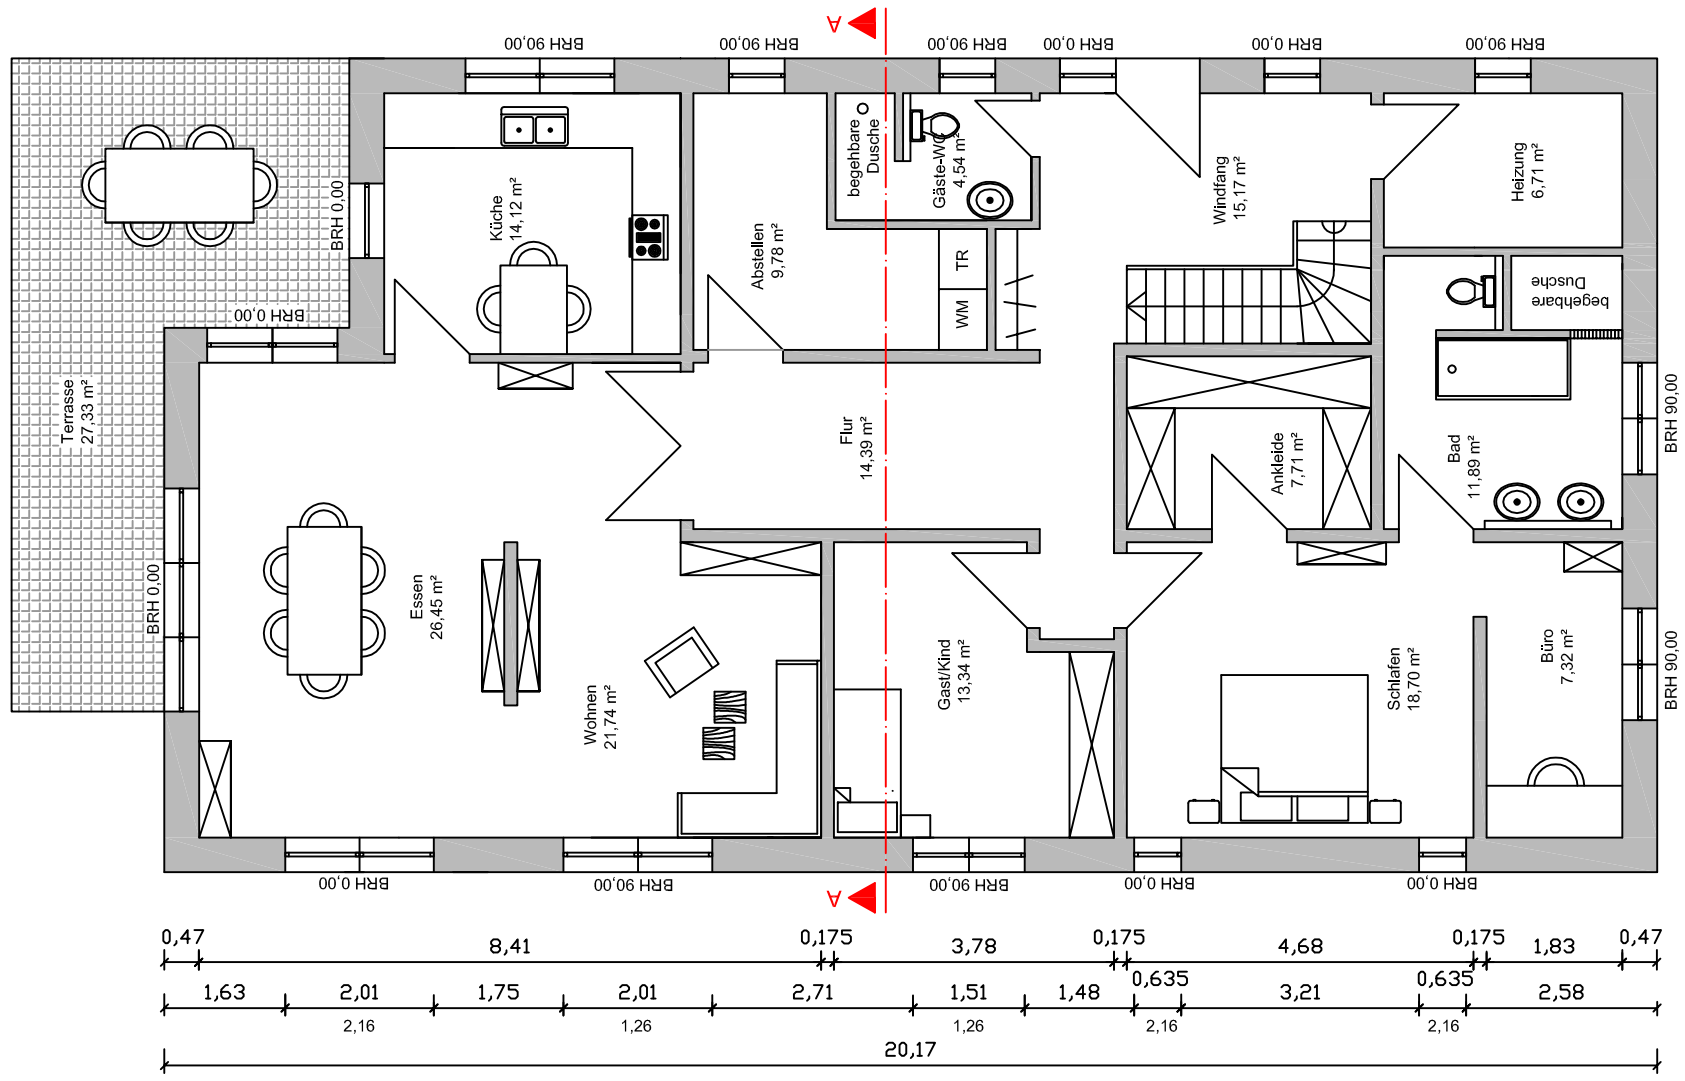 A
BRH 90,00
BRH 90,00
BRH 90,00
BRH 0,00
BRH 0,00
BRH 90,00
begehbare
Dusche
Gäste-WC
4,54 m²
Küche
14,12 m²
Abstellen
9,78 m²
Windfang
15,17 m²
Heizung
6,71 m²
BRH 0,00
BRH 0,00
TR
WM
begehbare
Dusche
Terrasse
27,33 m²
Flur
14,39 m²
Ankleide
7,71 m²
Bad
11,89 m²
BRH 90,00
BRH 0,00
Essen
26,45 m²
Wohnen
21,74 m²
Gast/Kind
13,34 m²
Schlafen
18,70 m²
Büro
7,32 m²
BRH 90,00
BRH 0,00
BRH 90,00
A
BRH 90,00
BRH 0,00
BRH 0,00
0,47 8,41 0,175 3,78 0,175 4,68 0,175 1,83 0,47
1,63 2,01 1,75 2,01 2,71 1,51 1,48 0,635 3,21 0,635 2,58
2,16 1,26 1,26 2,16 2,16
20,17